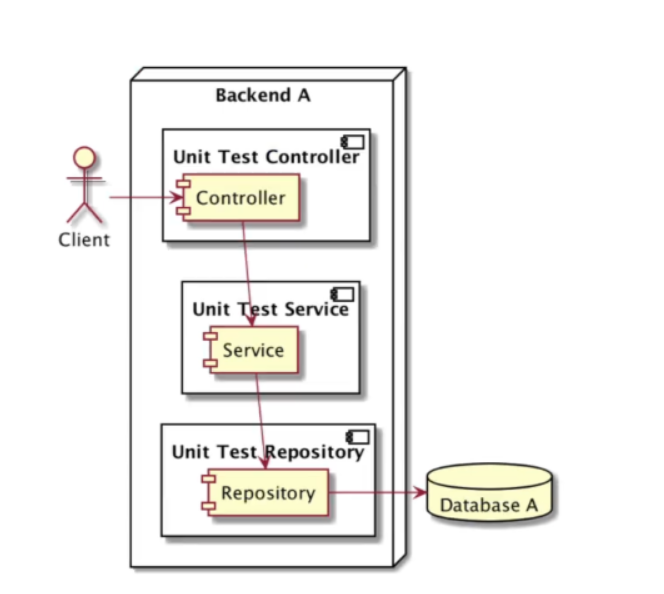 Backend A
Unit Test Controller
Controller
Client
Unit Test Service
Service
Unit Test Repository
Repository
Database A